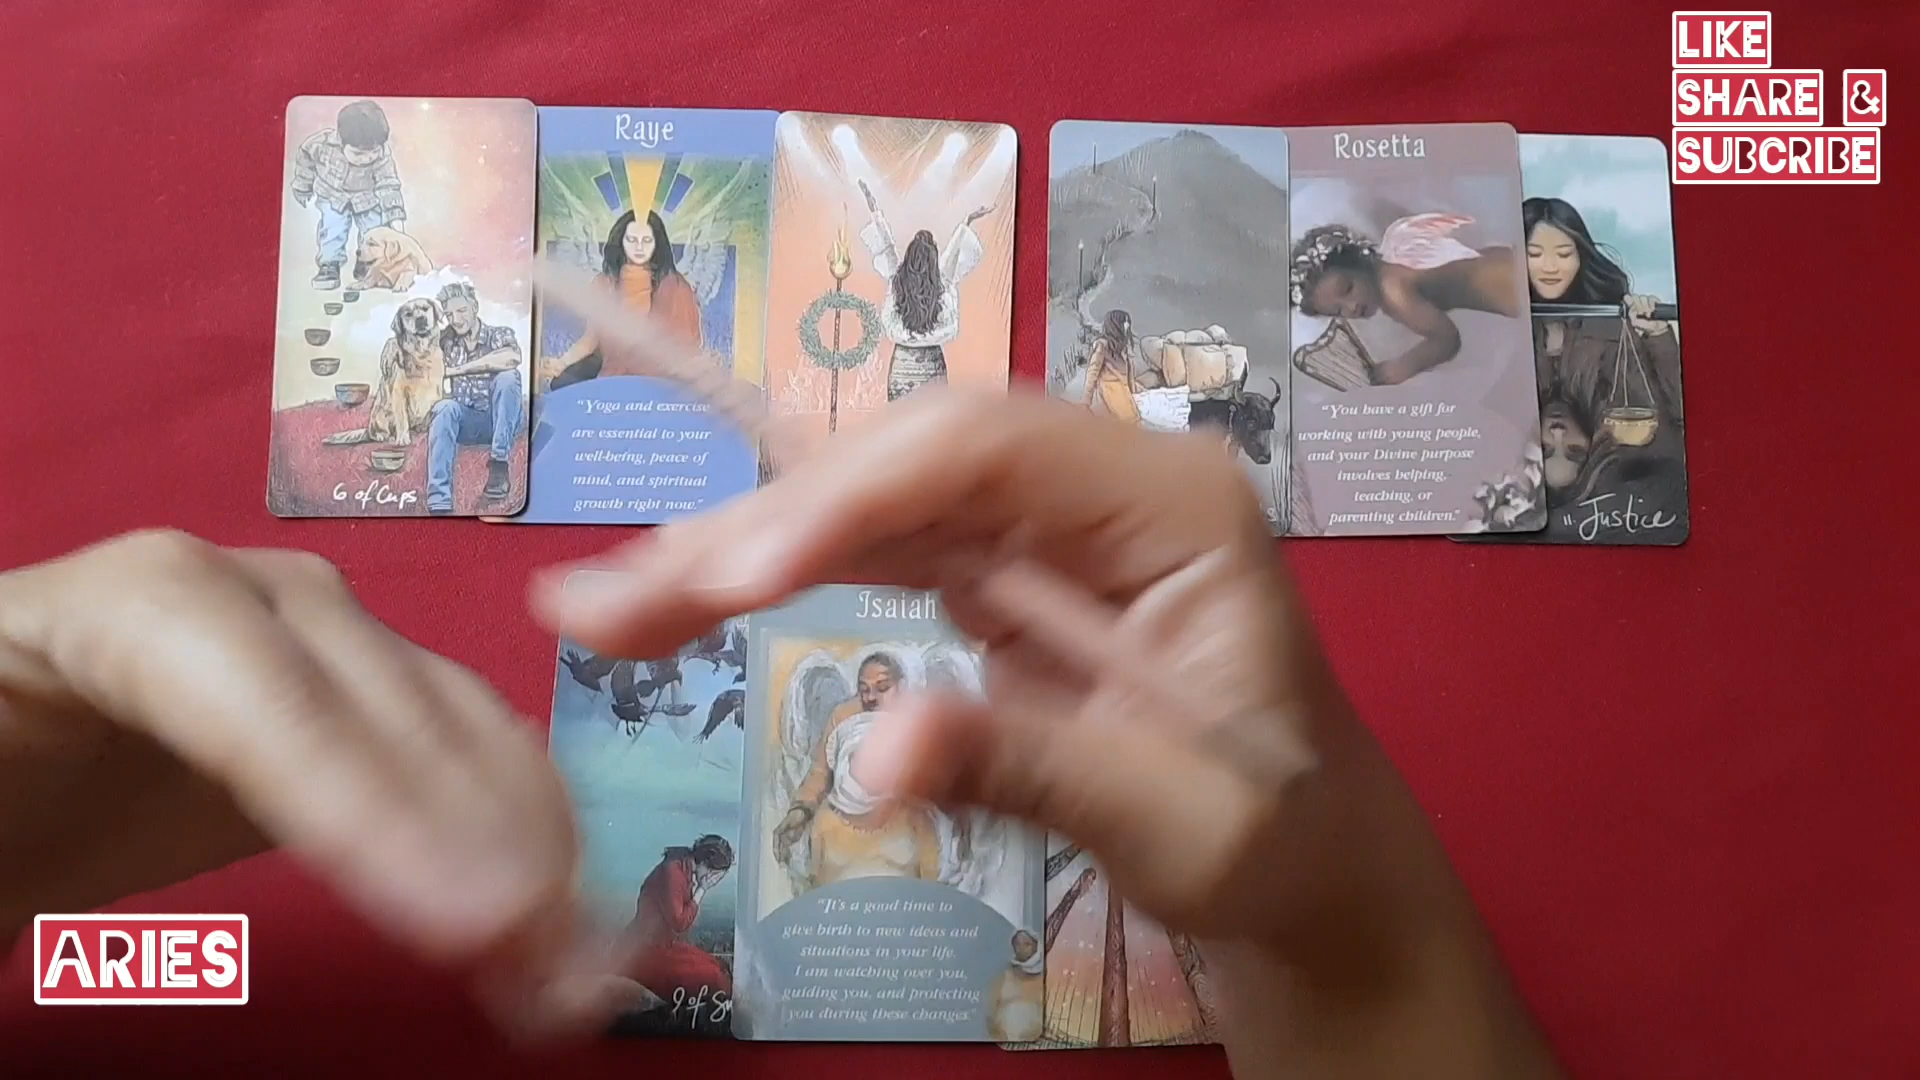 LIKE
SHARE &
SUBCRIBE
Raye
Rosetta
"Yoga and exercise
are essential to your
well-being, peace of
mind, and spiritual
growth right now."
6 of Cups
"You have a gift for
working with young people,
and your Divine purpose
involves helping,
teaching, or
parenting children."
11. Justice
Isaiah
"It's a good time to
give birth to new ideas and
situations in your life.
I am watching over you,
guiding you, and protecting
you during these changes."
9 of
ARIES